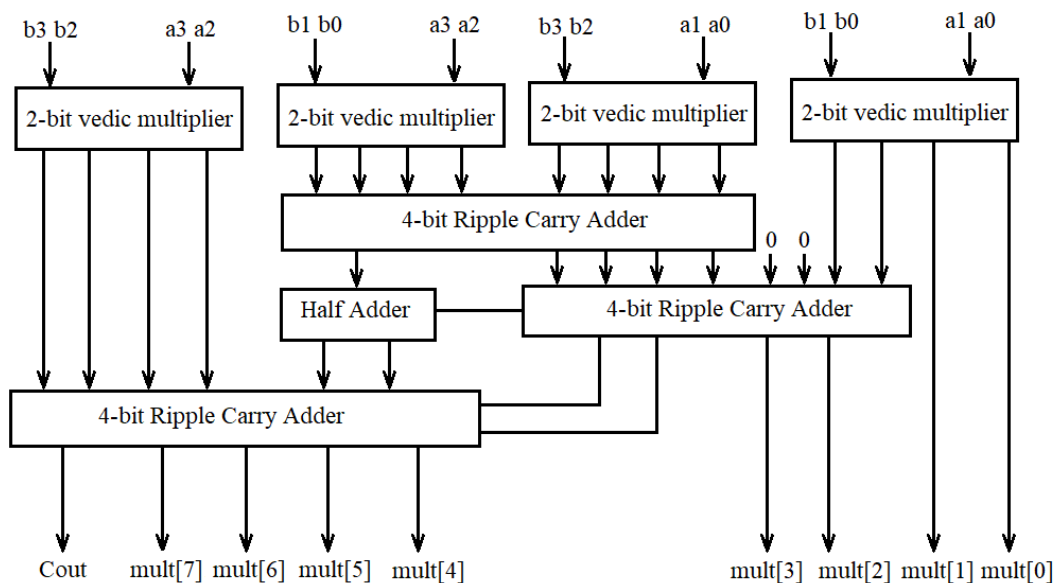 b3 b2 a3 a2 b1 b0 a3 a2 b3 b2 a1 a0 b1 b0 a1 a0
2-bit vedic multiplier 2-bit vedic multiplier 2-bit vedic multiplier 2-bit vedic multiplier
4-bit Ripple Carry Adder
0 0
Half Adder 4-bit Ripple Carry Adder
4-bit Ripple Carry Adder
Cout mult[7] mult[6] mult[5] mult[4] mult[3] mult[2] mult[1] mult[0]